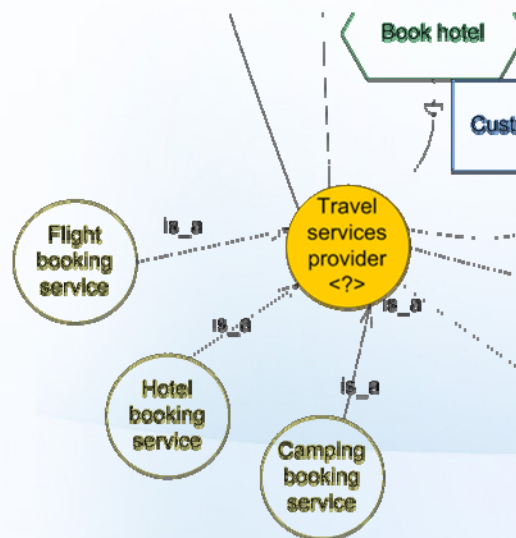 Book hotel
Cust
Travel
services
provider
<?>
is_a
Flight
booking
service
is_a
is_a
Hotel
booking
service
is_a
Camping
booking
service